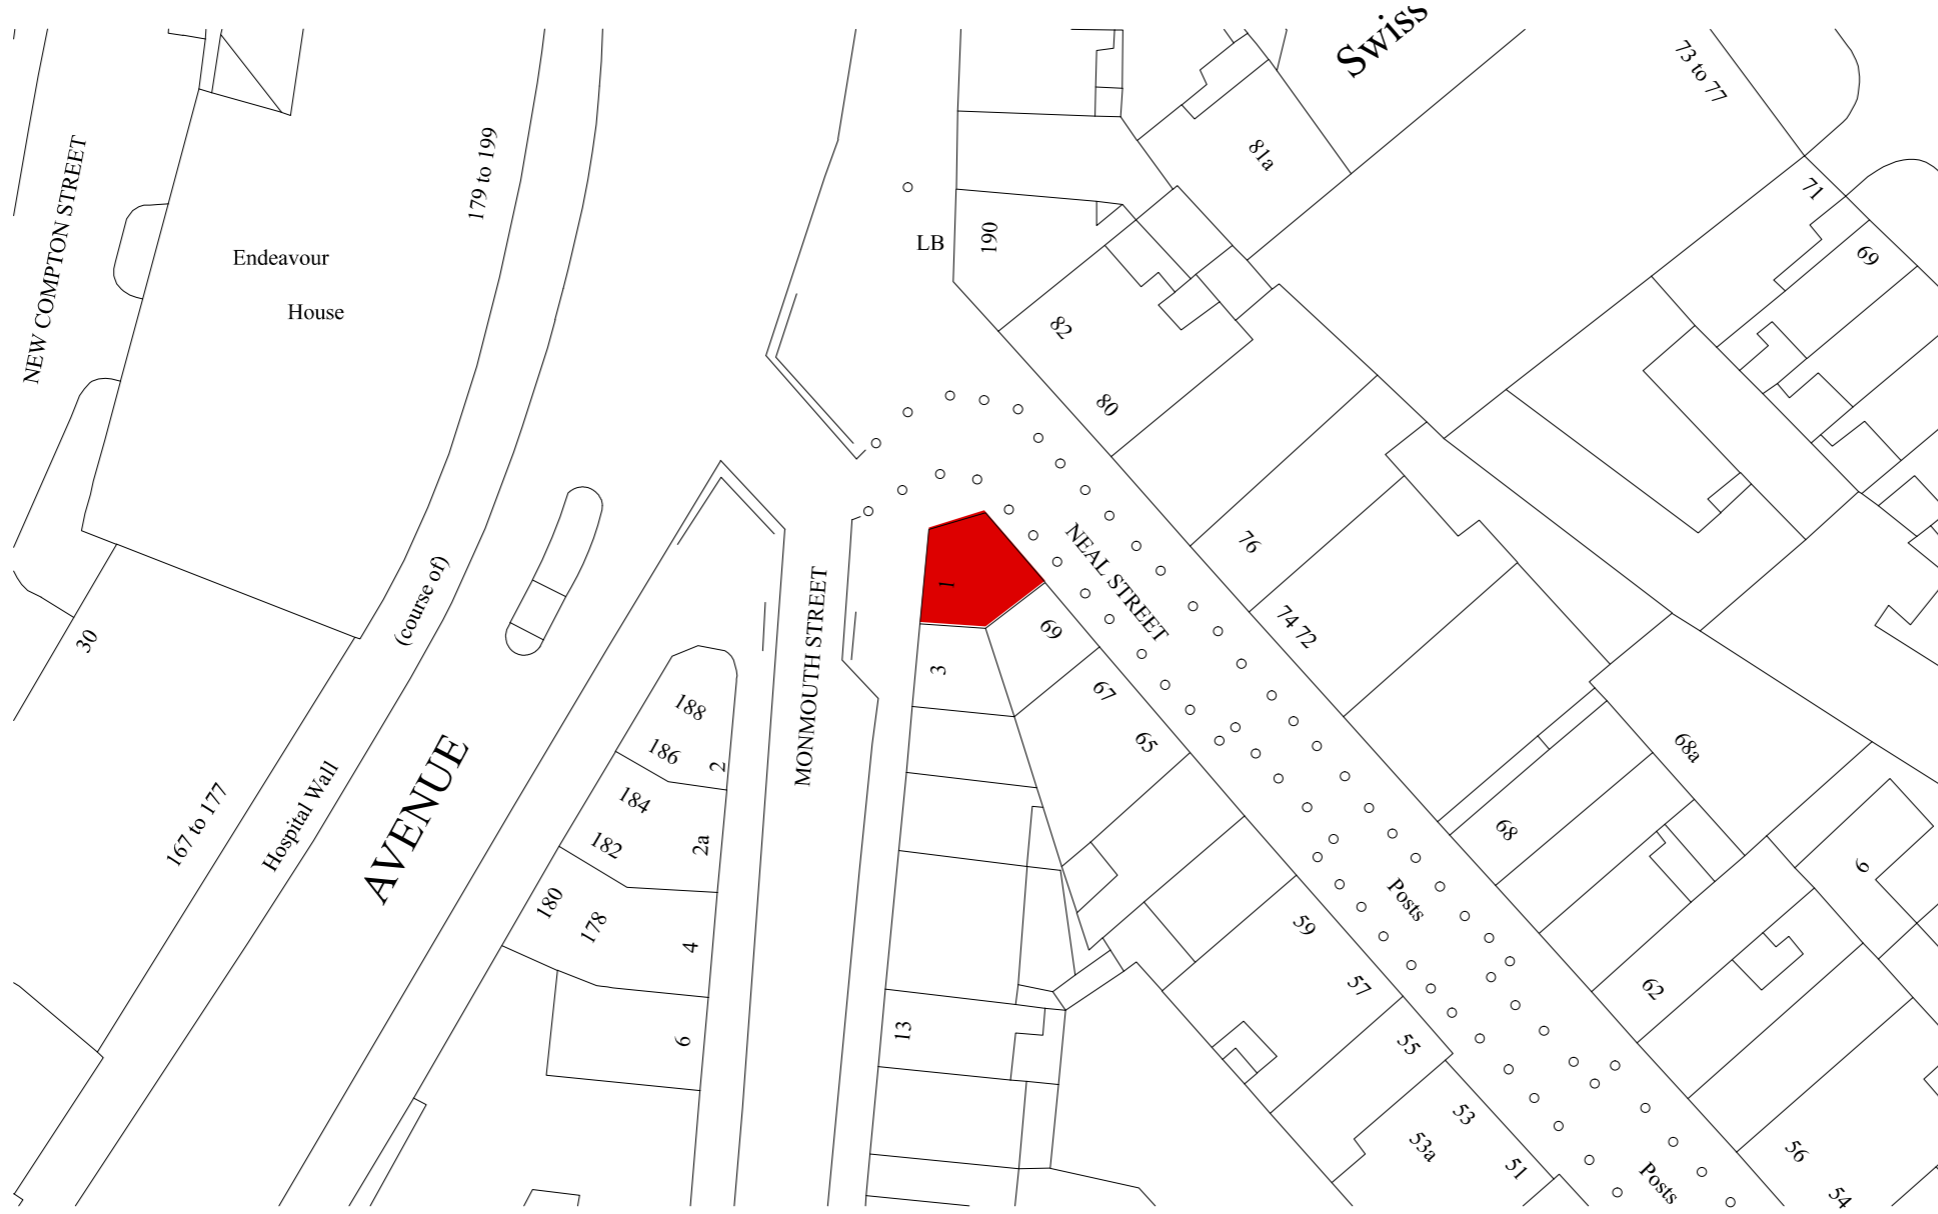 Swiss
73 to 77
NEW COMPTON STREET
179 to 199
81a
71
69
Endeavour
House
LB
190
82
80
76
NEAL STREET
74 72
1
69
(course of)
30
MONMOUTH STREET
3
67
65
188
186
2
184
2a
182
AVENUE
Hospital Wall
167 to 177
68a
68
6
180
178
4
Posts
59
57
62
13
6
55
53
53a
51
56
54
Posts